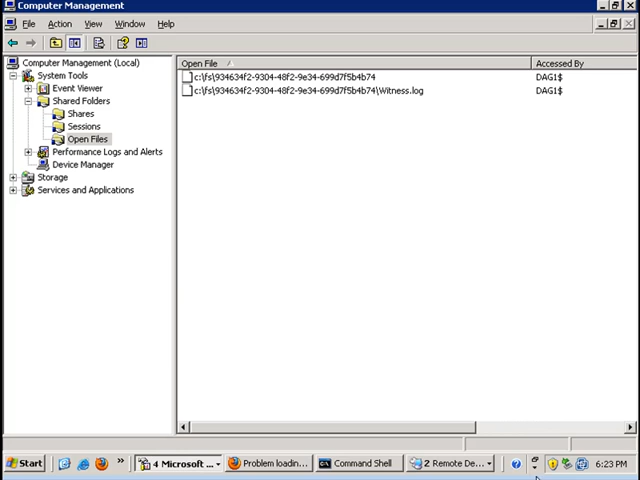 Computer Management
File Action View Window Help
Open File Accessed By
Computer Management (Local)
System Tools
Event Viewer
Shared Folders
Shares
Sessions
Open Files
Performance Logs and Alerts
Device Manager
Storage
Services and Applications
c:\fs\934634f2-9304-48f2-9e34-699d7f5b4b74 DAG1$
c:\fs\934634f2-9304-48f2-9e34-699d7f5b4b74\Witness.log DAG1$
Start » 4 Microsoft ... Problem loadin... Command Shell 2 Remote De... 6:23 PM